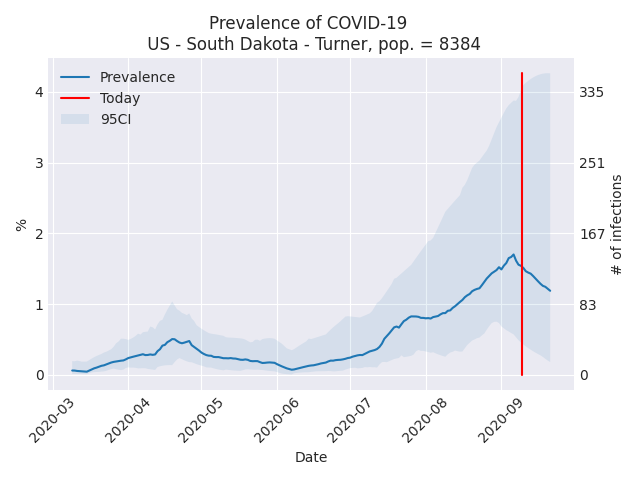 Prevalence of COVID-19
US - South Dakota - Turner, pop. = 8384
Prevalence
Today
95CI
%
4
3
2
1
0
335
251
167
83
0
# of infections
2020-03
2020-04
2020-05
2020-06
2020-07
2020-08
2020-09
Date